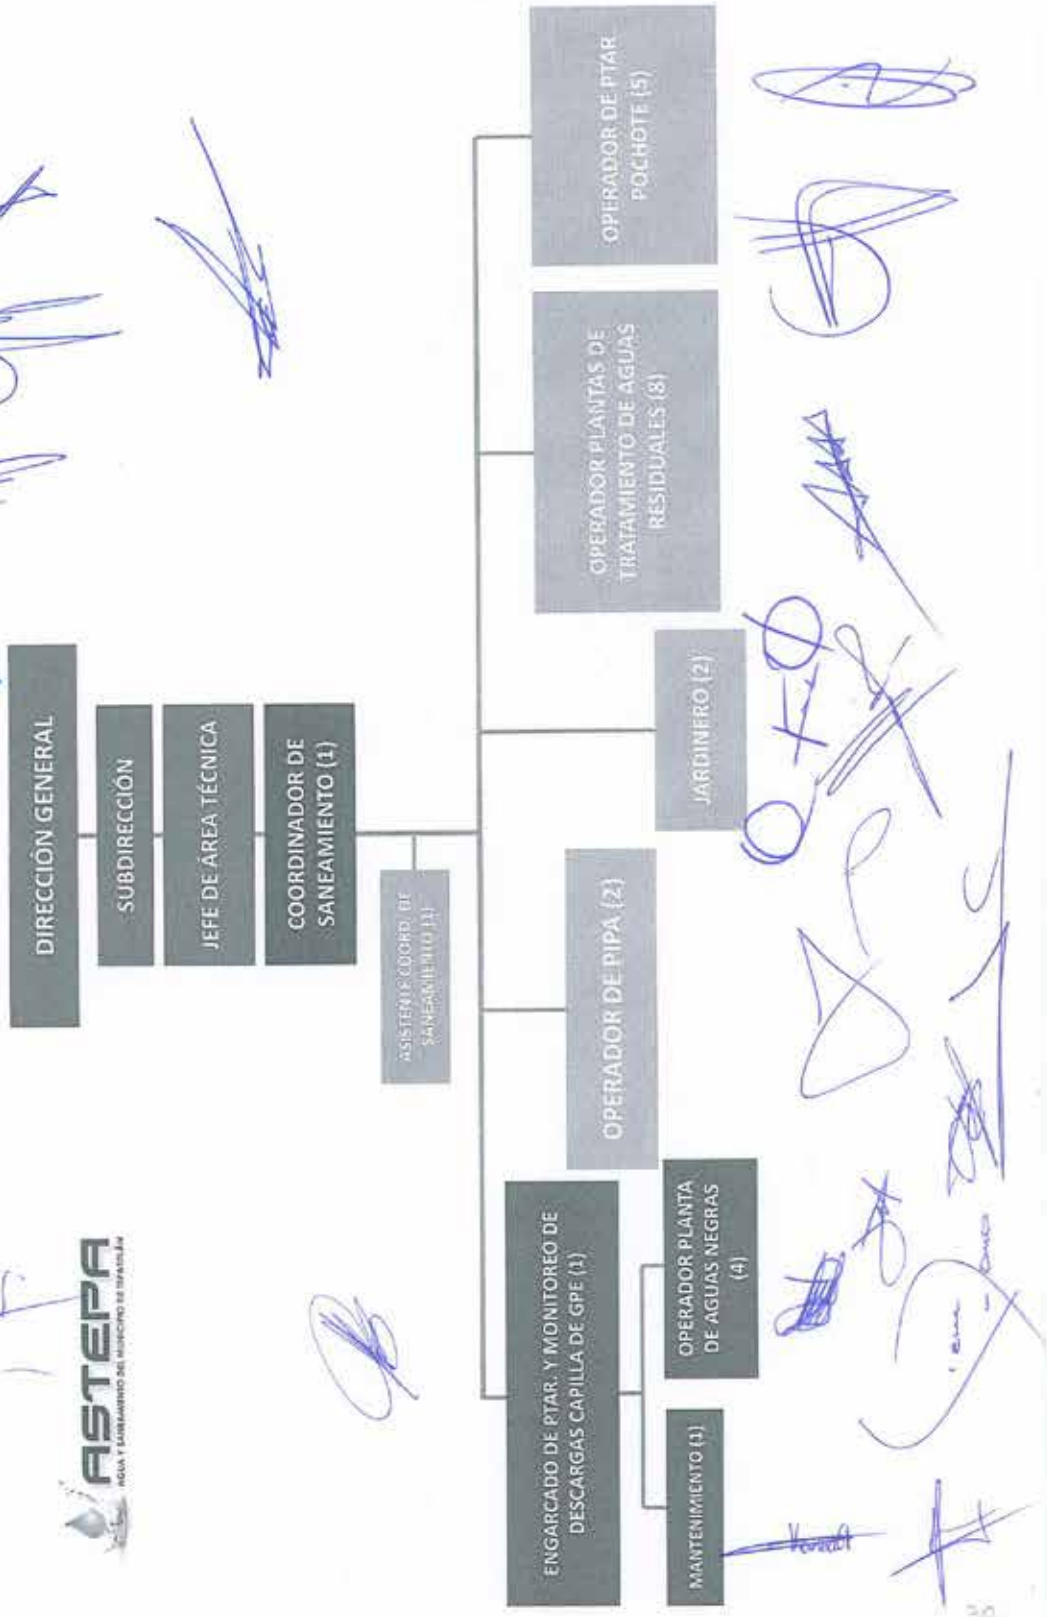 ASTEPA
AGUA Y SANEAMIENTO DEL MUNICIPIO DE TEPATITLÁN
DIRECCIÓN GENERAL
SUBDIRECCIÓN
JEFE DE ÁREA TÉCNICA
COORDINADOR DE
SANEAMIENTO (1)
ASISTENTE COORD. DE
SANEAMIENTO (1)
ENGARCADO DE PTAR. Y MONITOREO DE
DESCARGAS CAPILLA DE GPE (1)
MANTENIMIENTO (1)
OPERADOR PLANTA
DE AGUAS NEGRAS
(4)
OPERADOR DE PIPA (2)
JARDINERO (2)
OPERADOR PLANTAS DE
TRATAMIENTO DE AGUAS
RESIDUALES (8)
OPERADOR DE PTAR
POCHOTE (5)